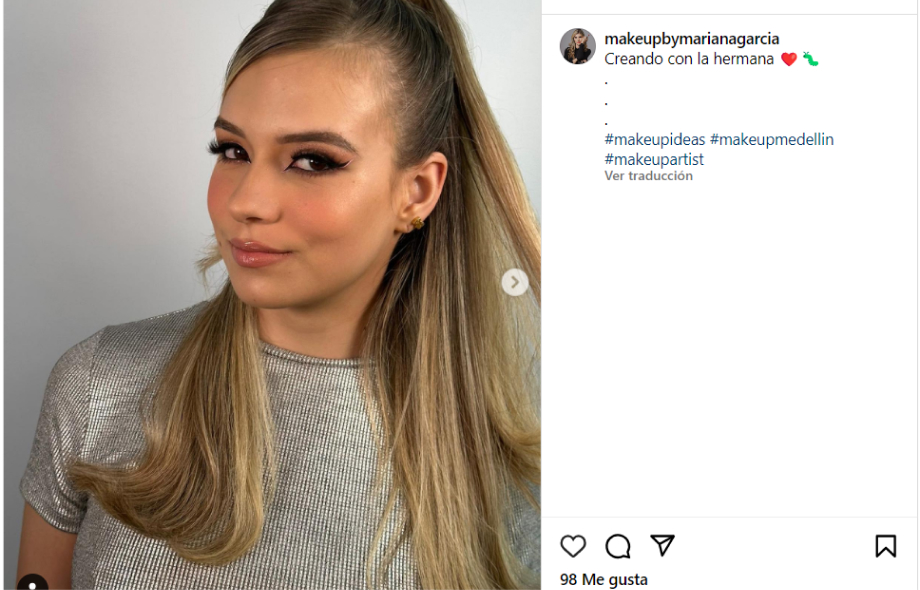 makeupbymarianagarcia
Creando con la hermana ❤️ 🐛
.
.
.
#makeupideas #makeupmedellin
#makeupartist
Ver traducción
98 Me gusta